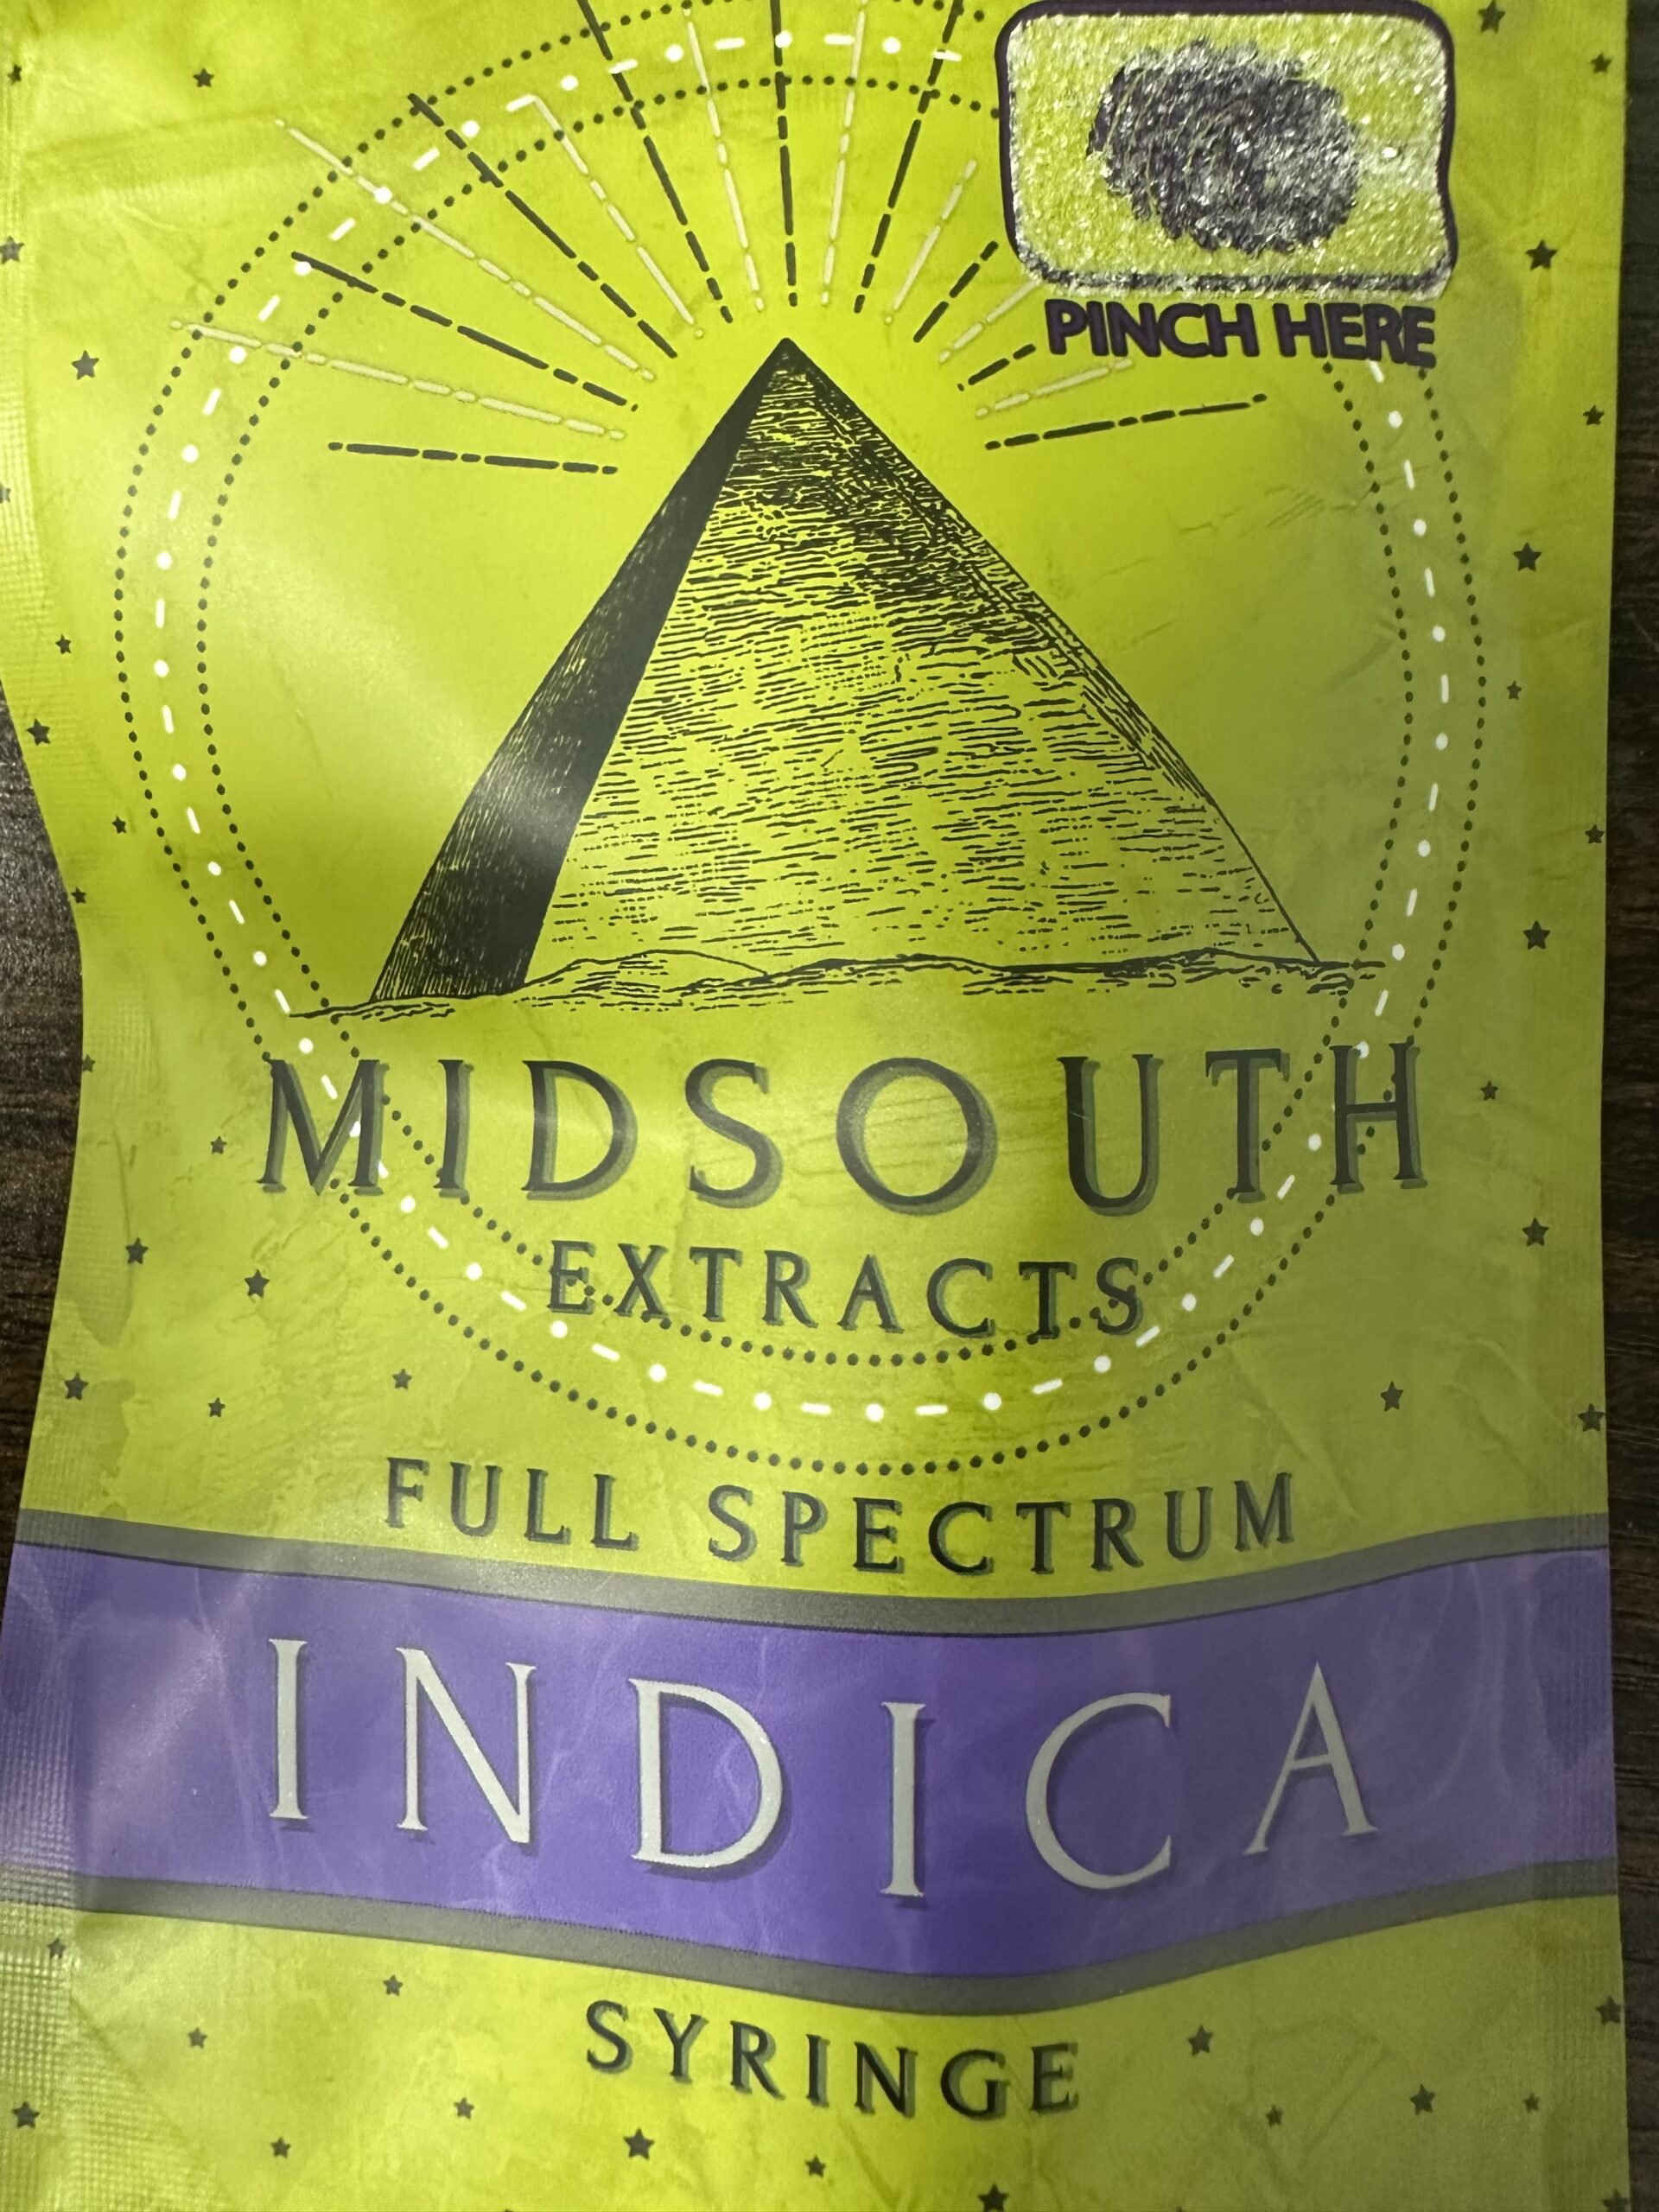 PINCH HERE
MIDSOUTH
EXTRACTS
FULL SPECTRUM
INDICA
SYRINGE